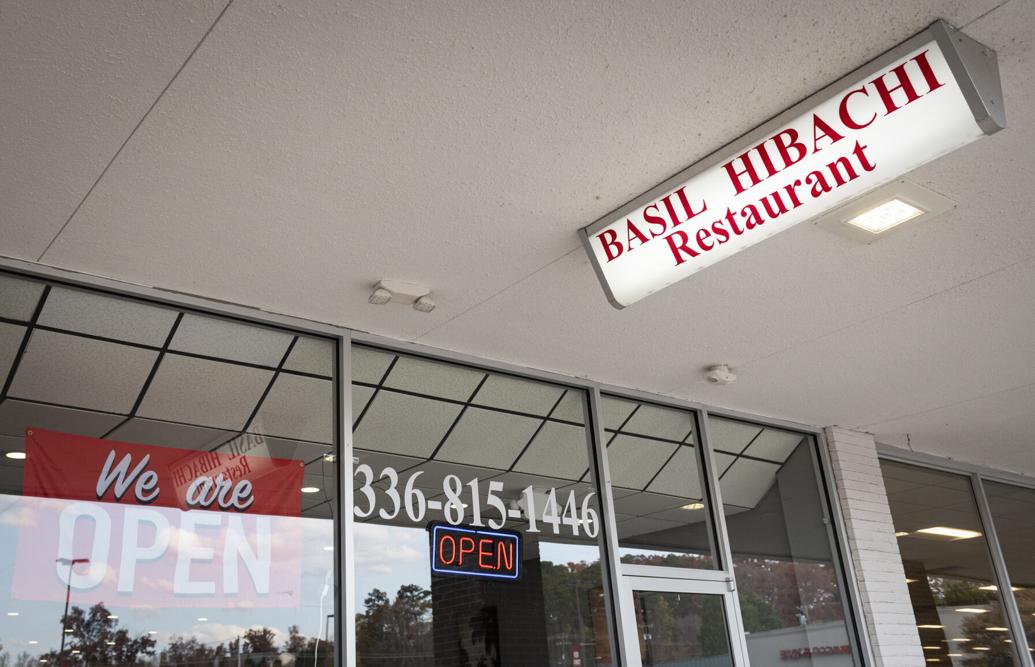 BASIL HIBACHI
Restaurant
We are
OPEN
336-815-1446
OPEN